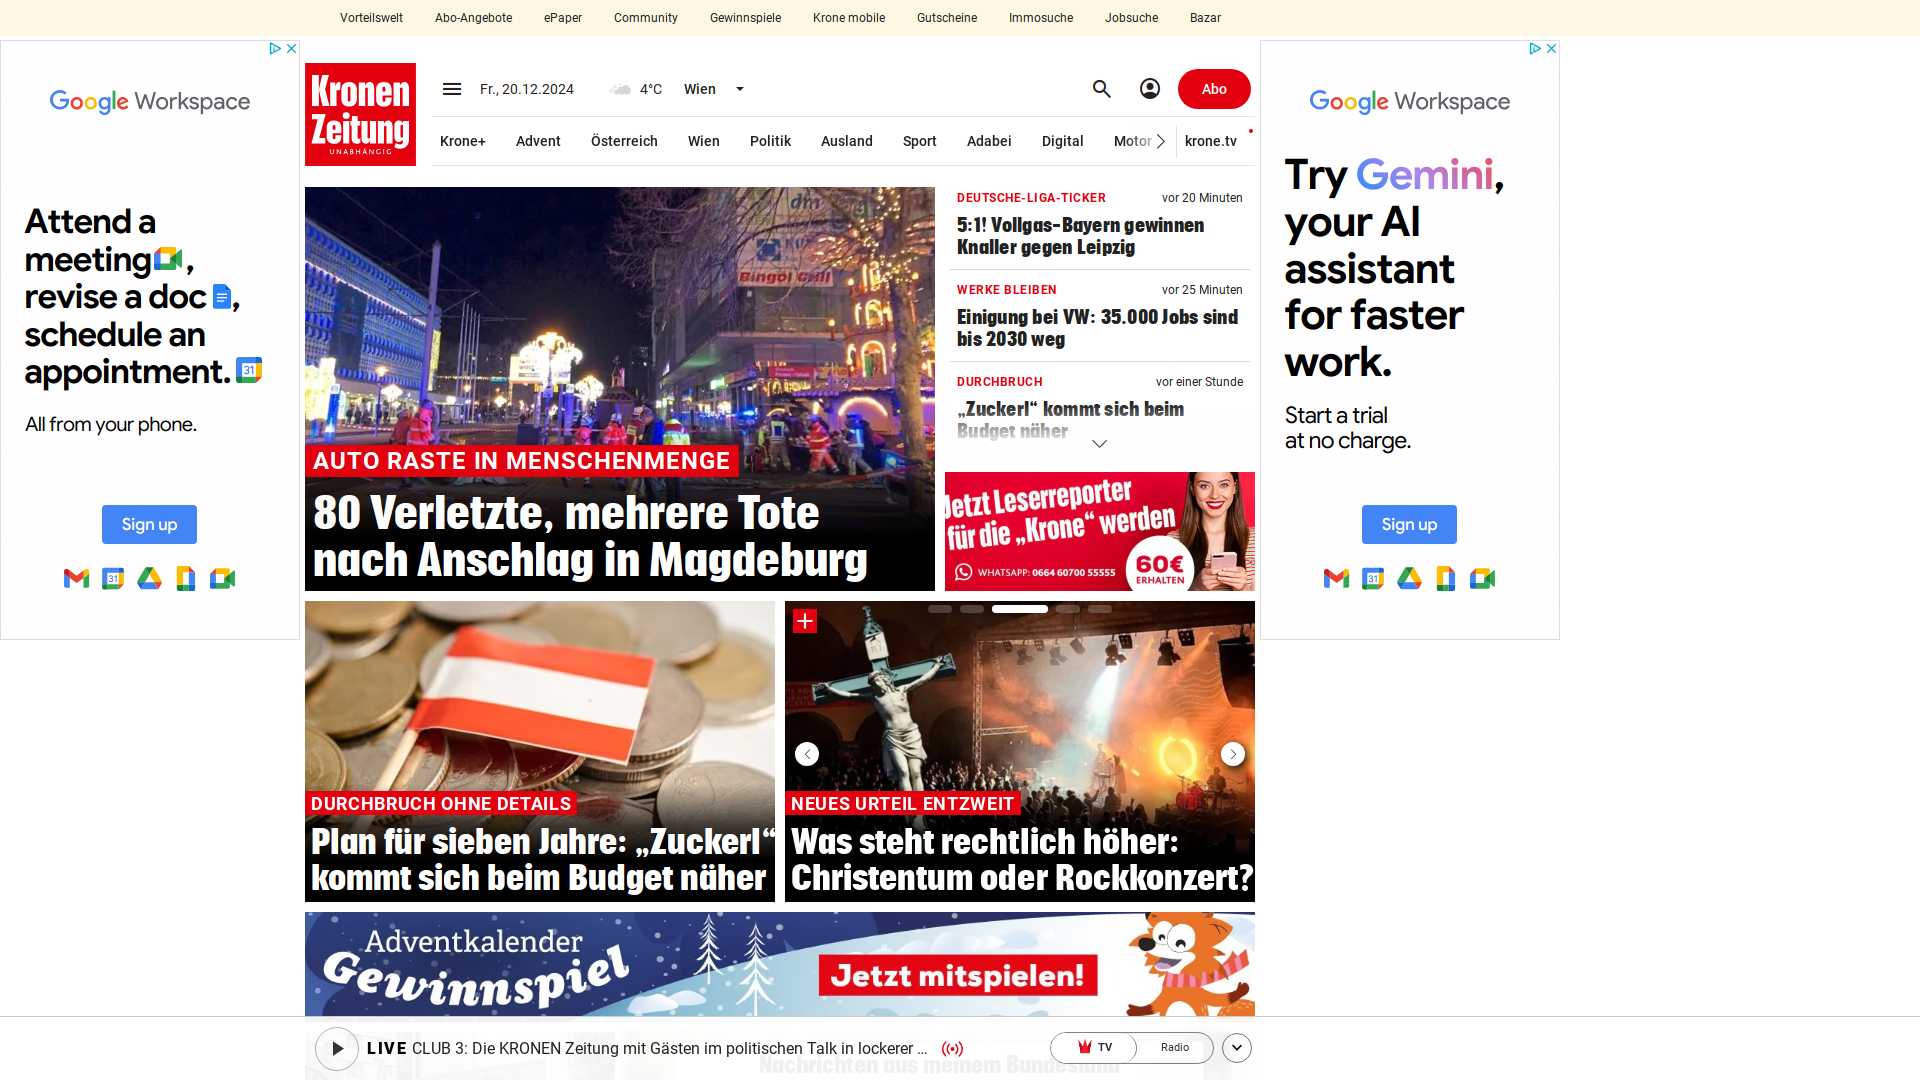 Vorteilswelt Abo-Angebote ePaper Community Gewinnspiele Krone mobile Gutscheine Immosuche Jobsuche Bazar
Google Workspace
Attend a
meeting,
revise a doc,
schedule an
appointment.
All from your phone.
Sign up
Kronen
Zeitung
UNABHÄNGIG
Fr., 20.12.2024
4°C
Wien
Abo
Krone+ Advent Österreich Wien Politik Ausland Sport Adabei Digital Motor krone.tv
Bingöl Grill
AUTO RASTE IN MENSCHENMENGE
80 Verletzte, mehrere Tote
nach Anschlag in Magdeburg
DEUTSCHE-LIGA-TICKER vor 20 Minuten
5:1! Vollgas-Bayern gewinnen
Knaller gegen Leipzig
WERKE BLEIBEN vor 25 Minuten
Einigung bei VW: 35.000 Jobs sind
bis 2030 weg
DURCHBRUCH vor einer Stunde
„Zuckerl“ kommt sich beim
Budget näher
Jetzt Leserreporter
für die „Krone“ werden
WHATSAPP: 0664 60700 55555
60€
ERHALTEN
DURCHBRUCH OHNE DETAILS
Plan für sieben Jahre: „Zuckerl“
kommt sich beim Budget näher
NEUES URTEIL ENTZWEIT
Was steht rechtlich höher:
Christentum oder Rockkonzert?
Adventkalender
Gewinnspiel
Jetzt mitspielen!
LIVE CLUB 3: Die KRONEN Zeitung mit Gästen im politischen Talk in lockerer ...
TV
Radio
Nachrichten aus meinem Bundesland
Google Workspace
Try Gemini,
your AI
assistant
for faster
work.
Start a trial
at no charge.
Sign up